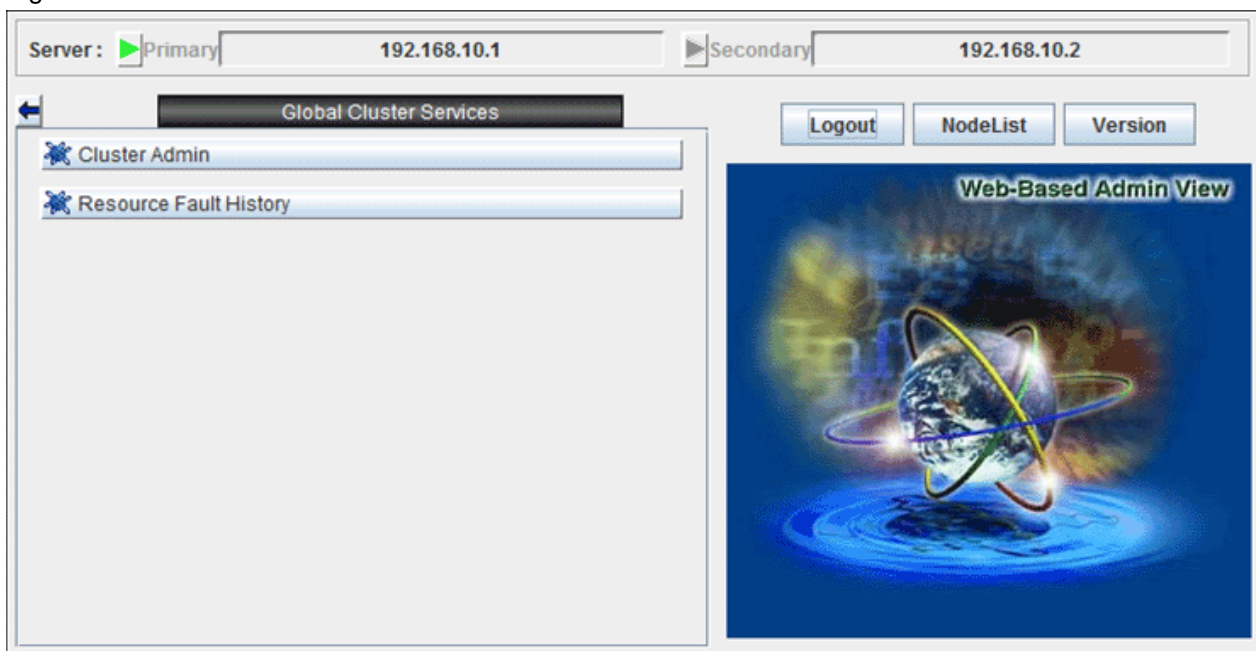 Server : Primary 192.168.10.1 Secondary 192.168.10.2
Global Cluster Services
Logout NodeList Version
Cluster Admin
Resource Fault History
Web-Based Admin View